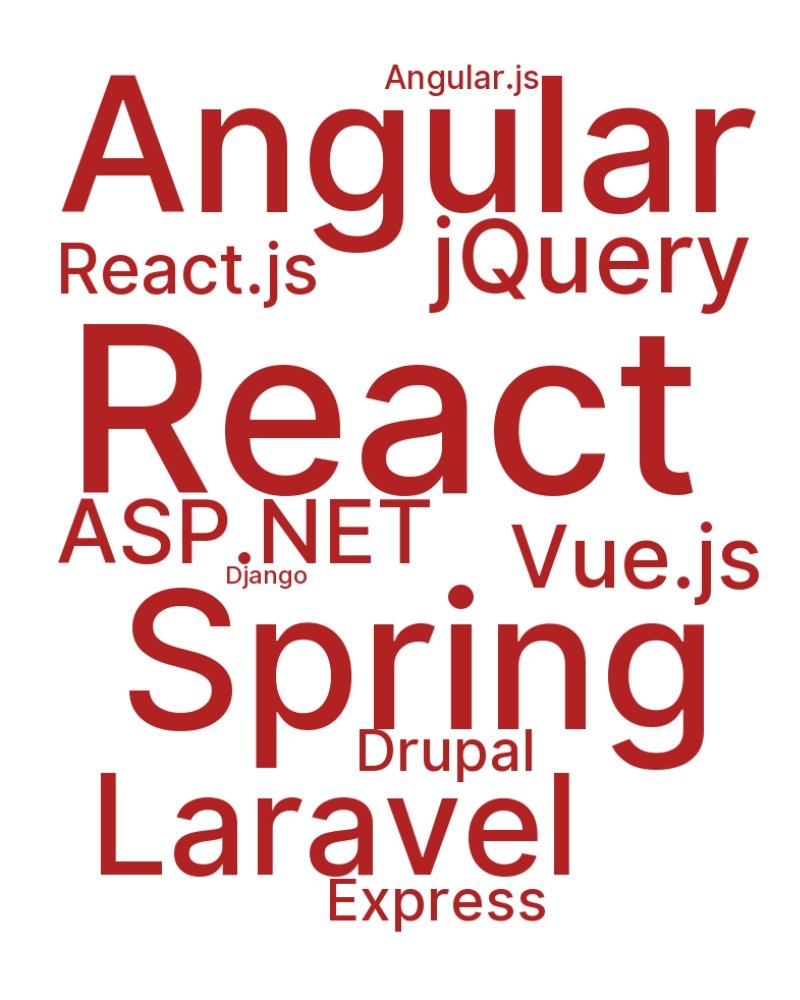 Angular.js
Angular
jQuery
React.js
React
ASP.NET
Vue.js
Django
Spring
Drupal
Laravel
Express